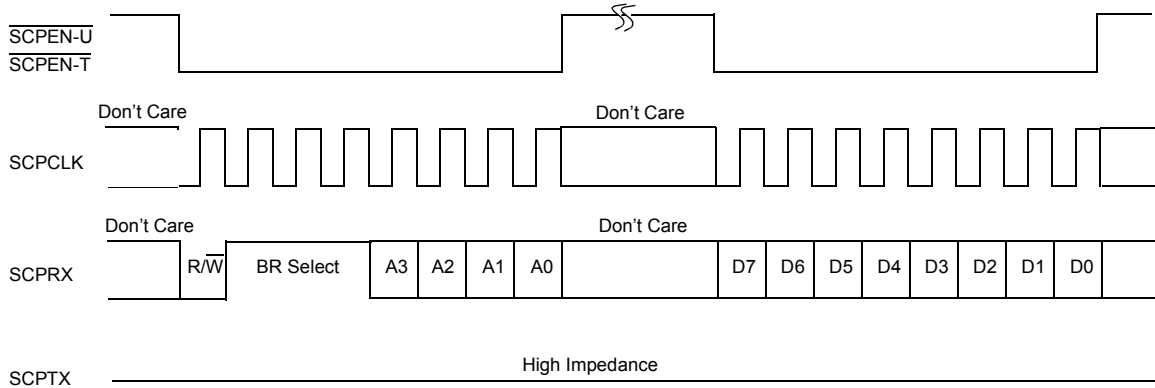 SCPEN-U
SCPEN-T
Don't Care Don't Care
SCPCLK
Don't Care Don't Care
SCPRX R/W BR Select A3 A2 A1 A0 D7 D6 D5 D4 D3 D2 D1 D0
High Impedance
SCPTX